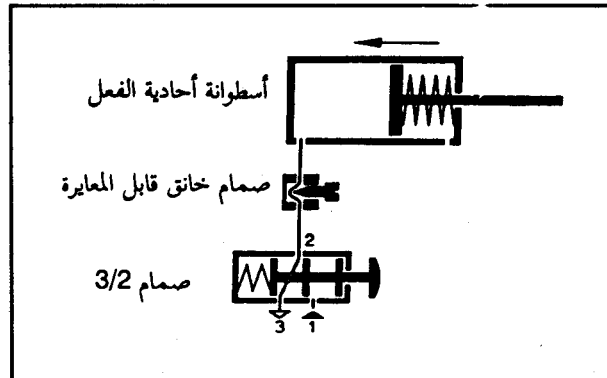 أسطوانة أحادية الفعل
صمام خانق قابل المعايرة
2
صمام 3/2
3 1